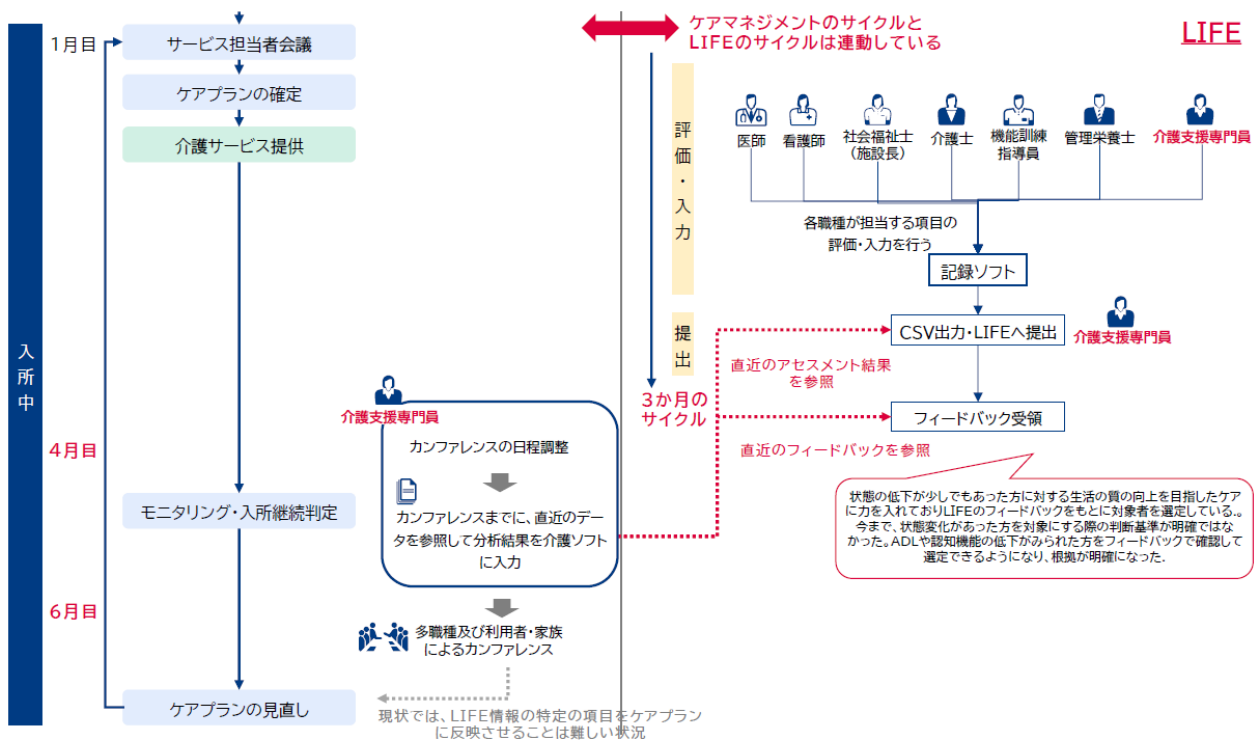 ケアマネジメントのサイクルと
LIFEのサイクルは連動している
LIFE
1月目
サービス担当者会議
ケアプランの確定
介護サービス提供
入所中
4月目
モニタリング・入所継続判定
6月目
ケアプランの見直し
介護支援専門員
カンファレンスの日程調整
カンファレンスまでに、直近のデー
タを参照して分析結果を介護ソフト
に入力
多職種及び利用者・家族
によるカンファレンス
現状では、LIFE情報の特定の項目をケアプラン
に反映させることは難しい状況
評価・入力
提出
3か月の
サイクル
医師
看護師
社会福祉士
(施設長)
介護士
機能訓練
指導員
管理栄養士
介護支援専門員
各職種が担当する項目の
評価・入力を行う
記録ソフト
CSV出力・LIFEへ提出
介護支援専門員
直近のアセスメント結果
を参照
フィードバック受領
直近のフィードバックを参照
状態の低下が少しでもあった方に対する生活の質の向上を目指したケア
に力を入れておりLIFEのフィードバックをもとに対象者を選定している.。
今まで、状態変化があった方を対象にする際の判断基準が明確ではな
かった。ADLや認知機能の低下がみられた方をフィードバックで確認して
選定できるようになり、根拠が明確になった.